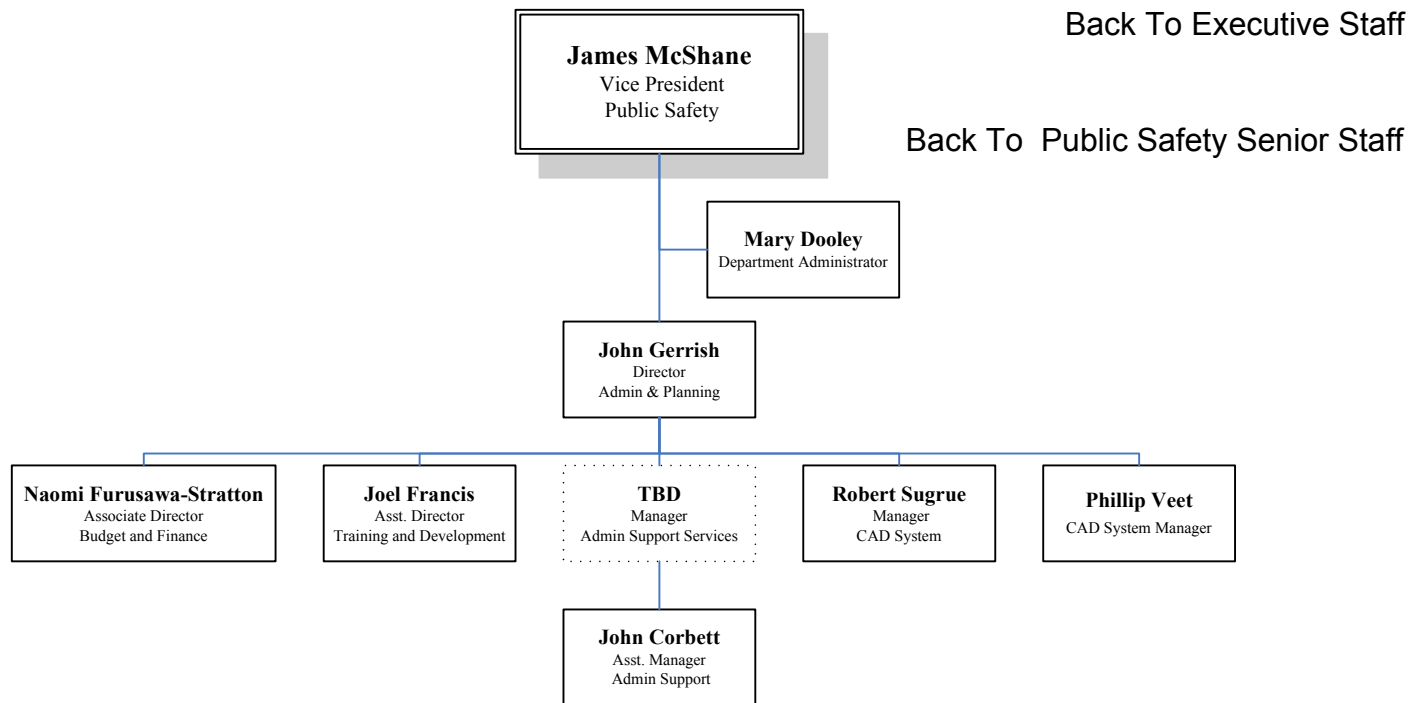 Back To Executive Staff
James McShane
Vice President
Public Safety
Back To Public Safety Senior Staff
Mary Dooley
Department Administrator
John Gerrish
Director
Admin & Planning
Naomi Furusawa-Stratton
Associate Director
Budget and Finance
Joel Francis
Asst. Director
Training and Development
TBD
Manager
Admin Support Services
Robert Sugrue
Manager
CAD System
Phillip Veet
CAD System Manager
John Corbett
Asst. Manager
Admin Support